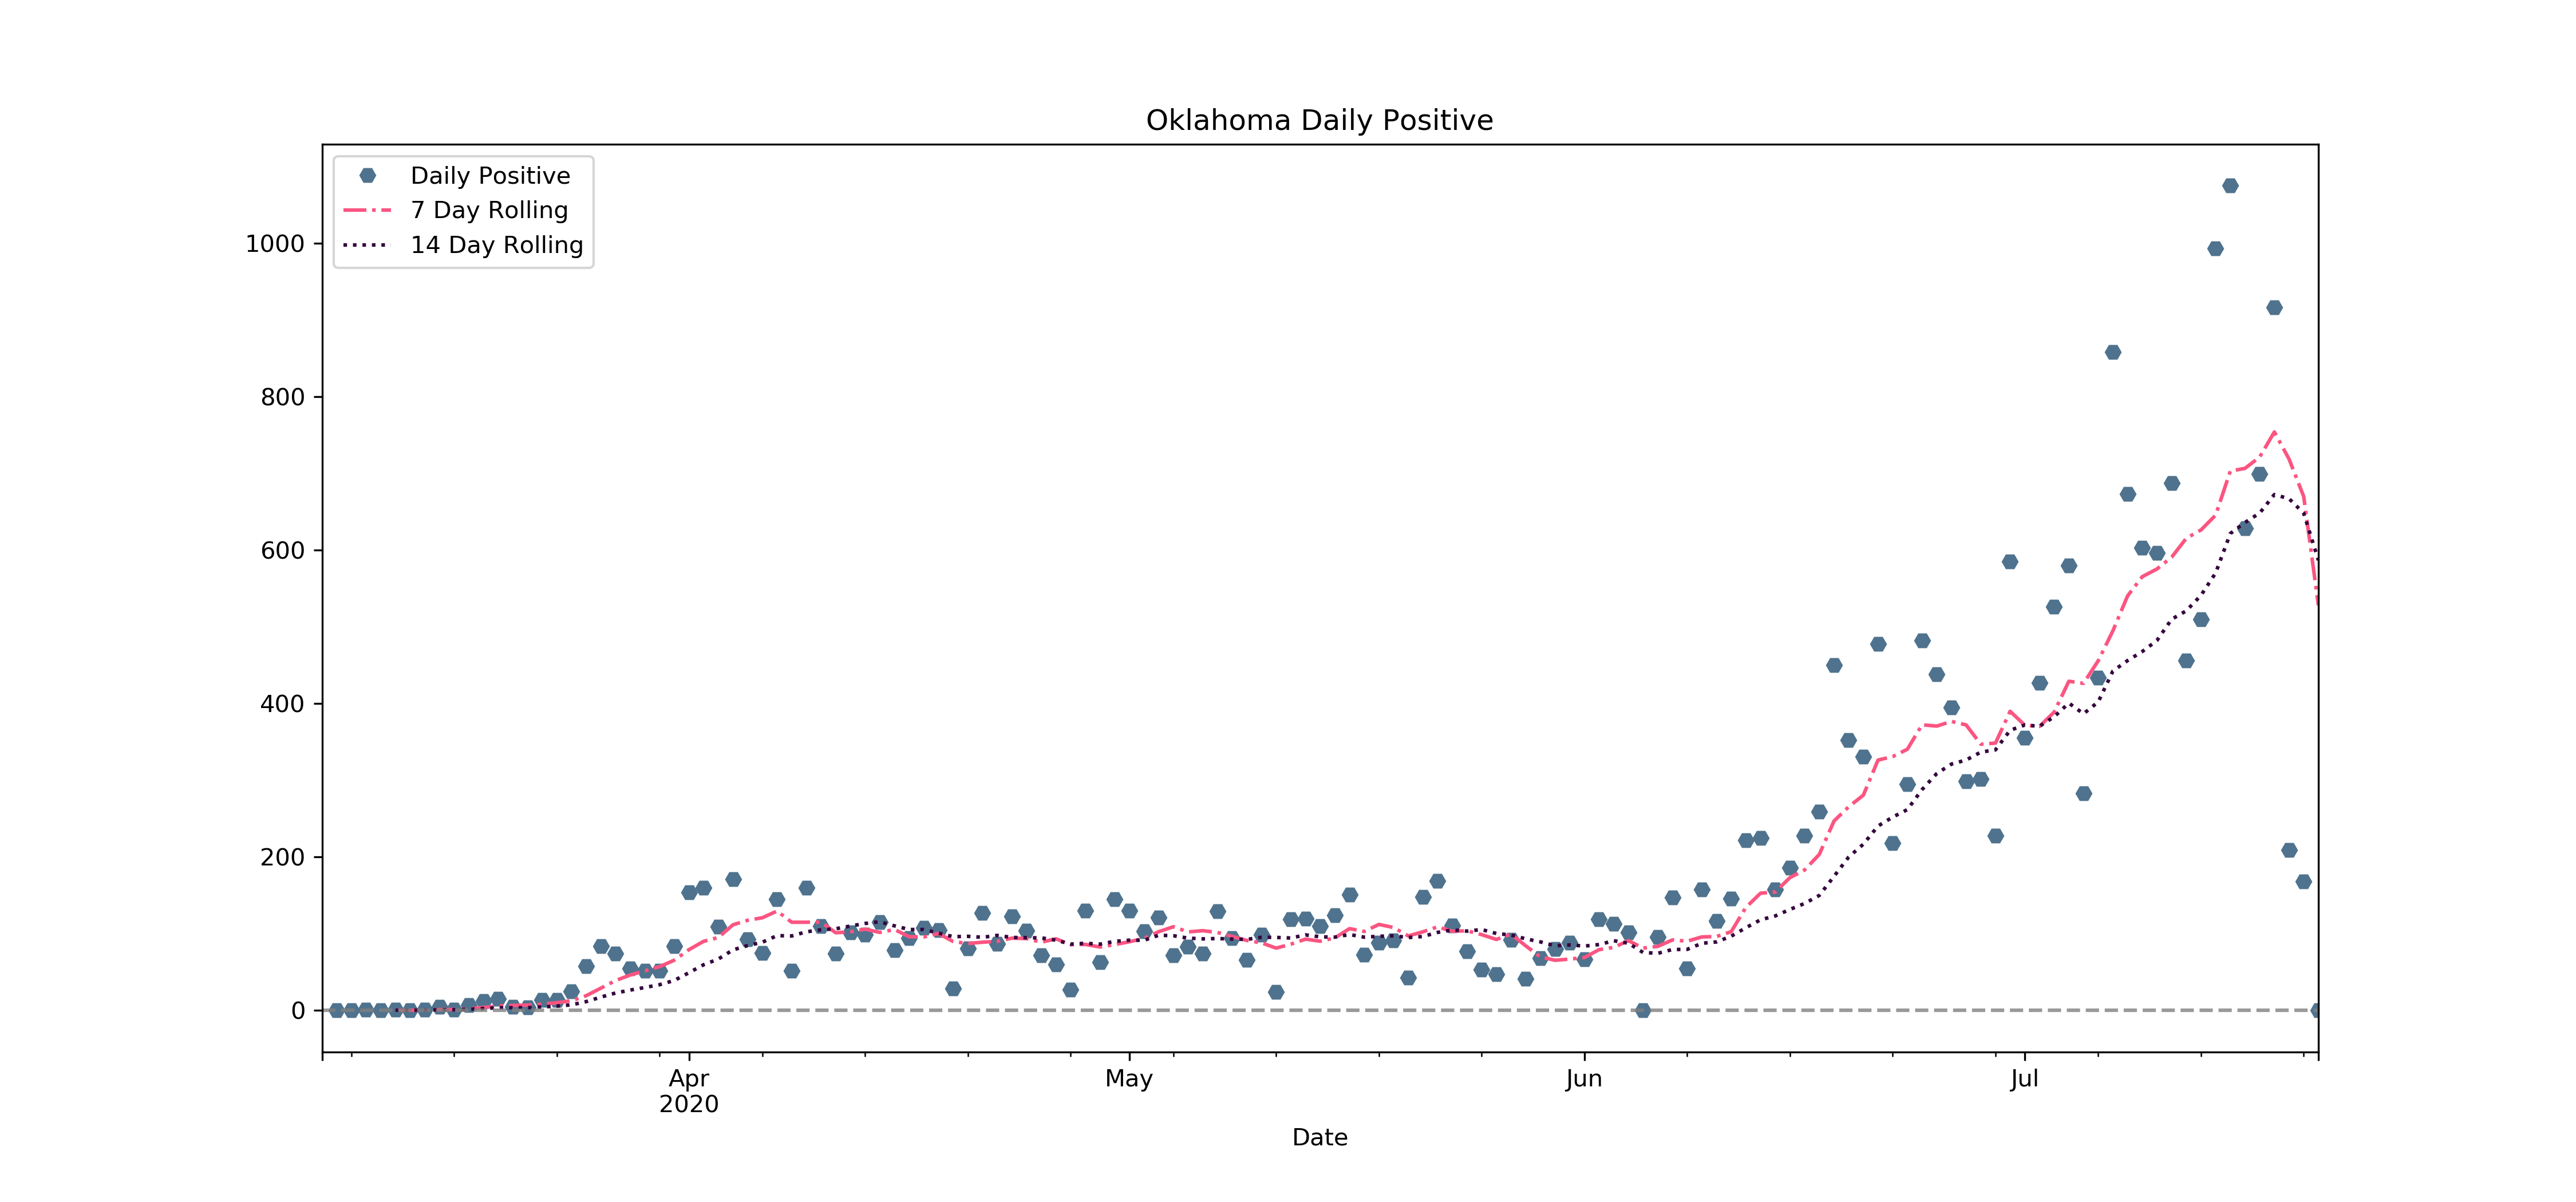 Oklahoma Daily Positive
Daily Positive
7 Day Rolling
14 Day Rolling
1000
800
600
400
200
0
Apr May Jun Jul
2020
Date